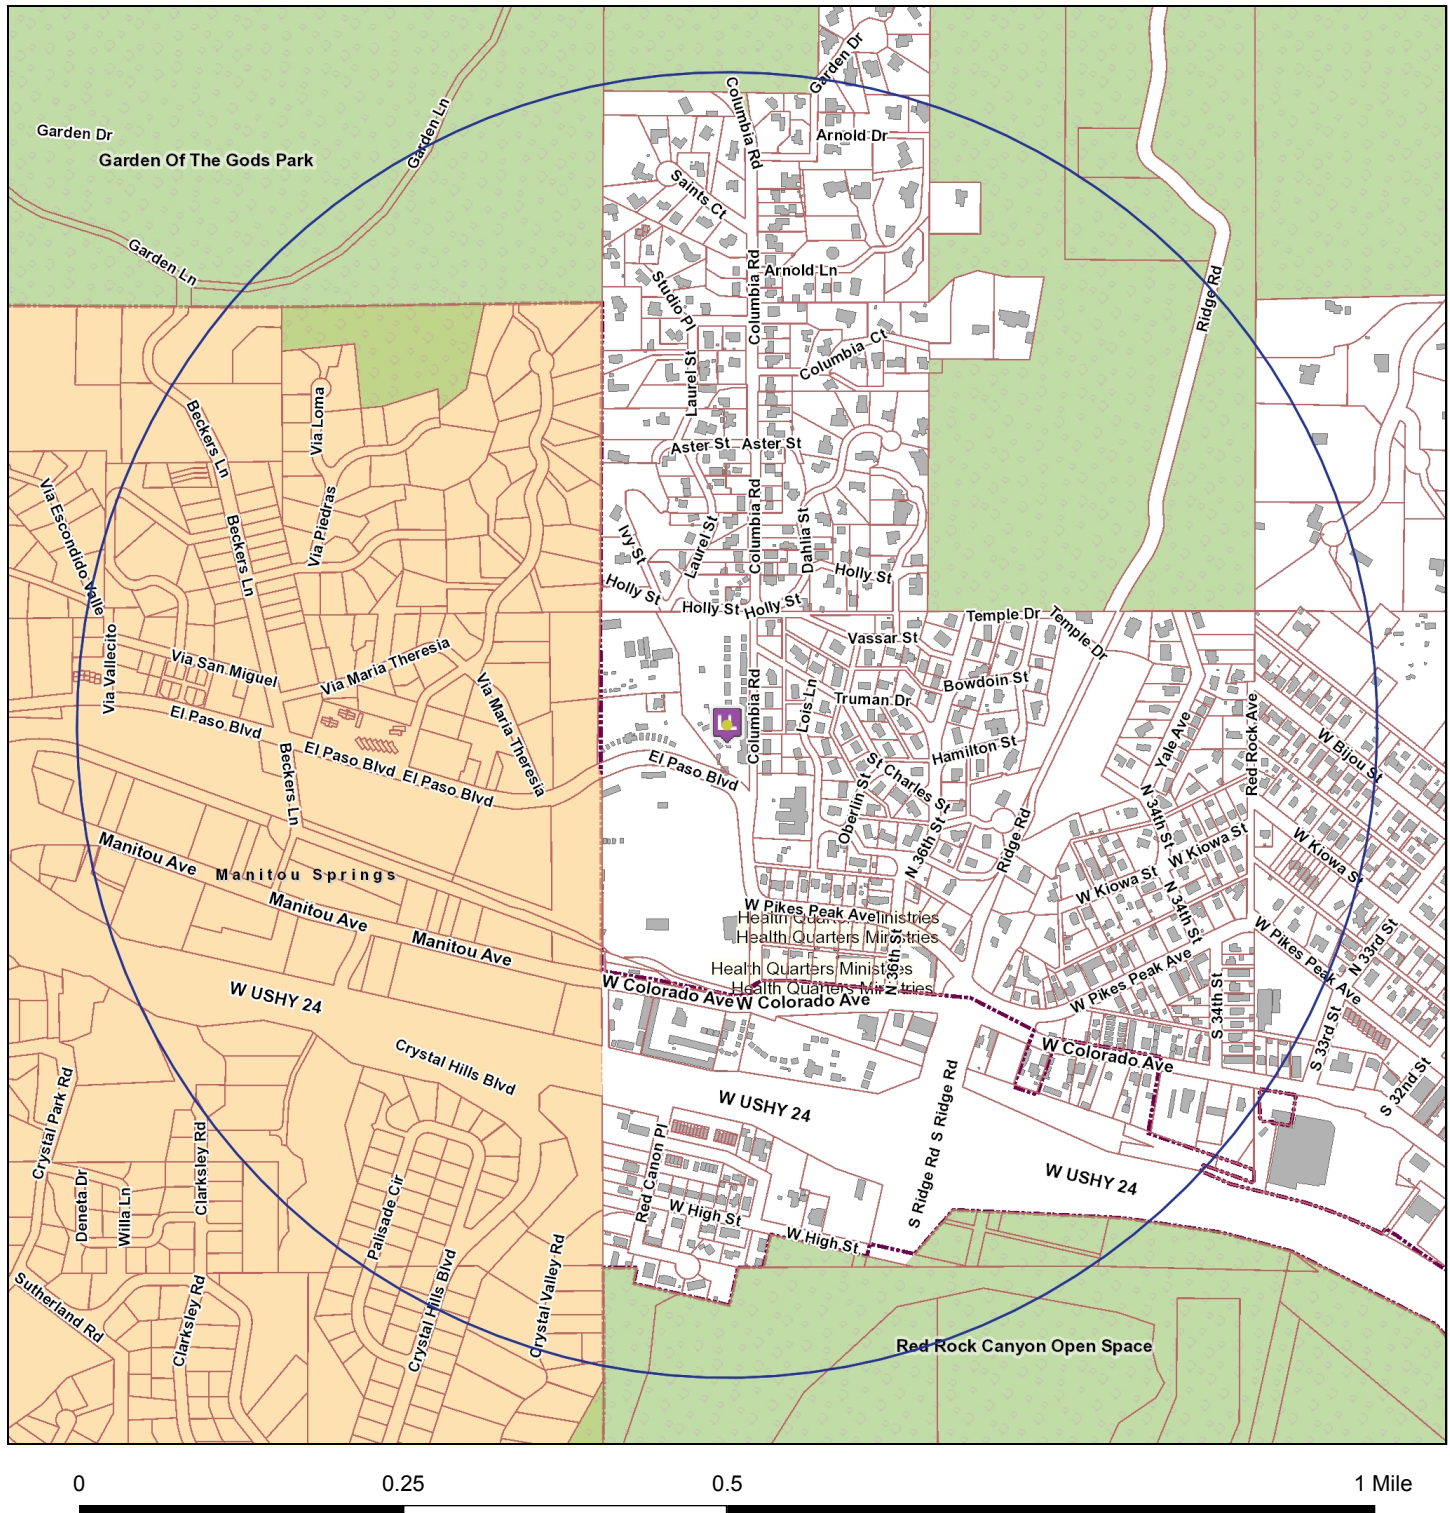 Garden Dr
Columbia Rd
Garden Ln
Garden Dr
Arnold Dr
Garden Of The Gods Park
Saints Ct
Garden Ln
Arnold Ln
Columbia Rd
Studio Pl
Ridge Rd
Columbia Ct
Laurel St
Via Loma
Beckers Ln
Aster St
Aster St
Via Escondido Valle
Via Piedras
Beckers Ln
Ivy St
Laurel St
Columbia Rd
Dahlia St
Holly St
Holly St
Holly St
Holly St
Temple Dr
Temple Dr
Vassar St
Via Vallecito
Via San Miguel
Via Maria Theresia
Bowdoin St
Truman Dr
Lois Ln
Columbia Rd
Via Maria Theresia
El Paso Blvd
Yale Ave
Red Rock Ave
W Bijou St
Hamilton St
El Paso Blvd
El Paso Blvd
El Paso Blvd
Beckers Ln
St Charles St
Oberlin St
N 34th St
N 36th St
Ridge Rd
W Kiowa St
W Kiowa St
Manitou Ave
Manitou Springs
W Kiowa St
N 34th St
Manitou Ave
W Pikes Peak Ave
Health Quarters Ministries
Health Quarters Ministries
Manitou Ave
N 36th St
W Pikes Peak Ave
N 33rd St
Health Quarters Ministries
Health Quarters Ministries
W Pikes Peak Ave
W USHY 24
W Colorado Ave
W Colorado Ave
S 34th St
S 33rd St
W Colorado Ave
Crystal Hills Blvd
S 32nd St
Crystal Park Rd
W USHY 24
S Ridge Rd
S Ridge Rd
Clarksley Rd
Red Canon Pl
W USHY 24
Deneta Dr
Willa Ln
Palisade Cir
W High St
W High St
Crystal Valley Rd
Sutherland Rd
Clarksley Rd
Crystal Hills Blvd
Red Rock Canyon Open Space
0
0.25
0.5
1 Mile